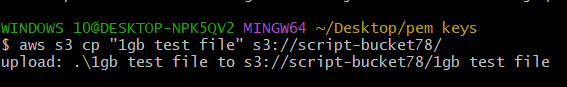 WINDOWS 10@DESKTOP-NPK5QV2 MINGW64 ~/Desktop/pem keys
$ aws s3 cp "1gb test file" s3://script-bucket78/
upload: .\1gb test file to s3://script-bucket78/1gb test file